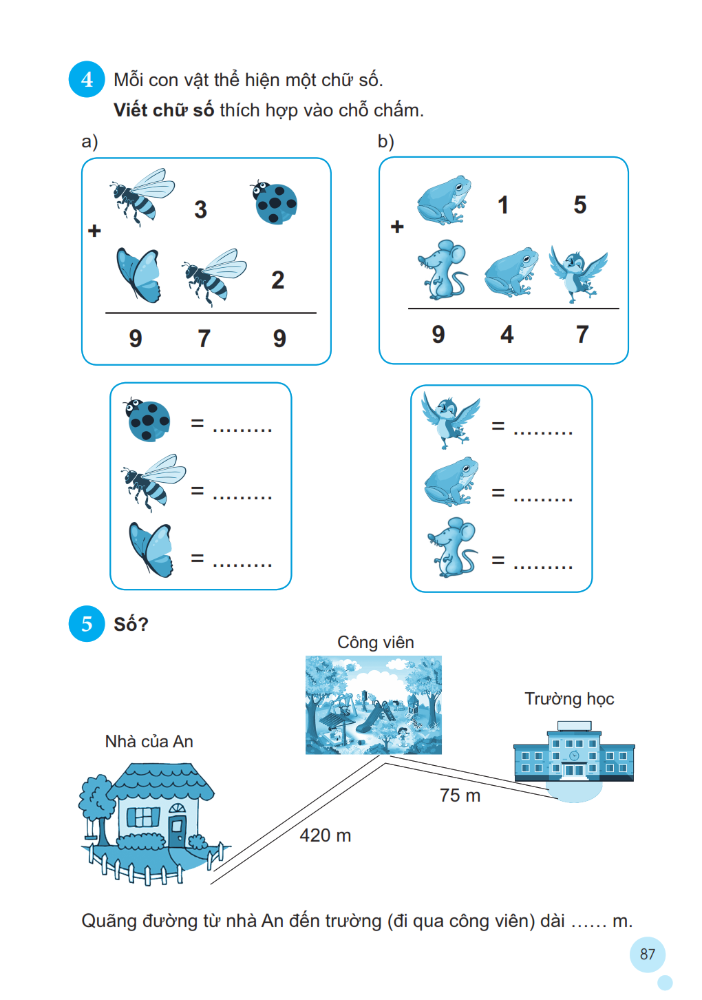 4 Mỗi con vật thể hiện một chữ số.
Viết chữ số thích hợp vào chỗ chấm.
a)
3
+
2
9 7 9
= .........
= .........
= .........
b)
1 5
+
9 4 7
= .........
= .........
= .........
5 Số?
Công viên
Trường học
Nhà của An
75 m
420 m
Quãng đường từ nhà An đến trường (đi qua công viên) dài ...... m.
87